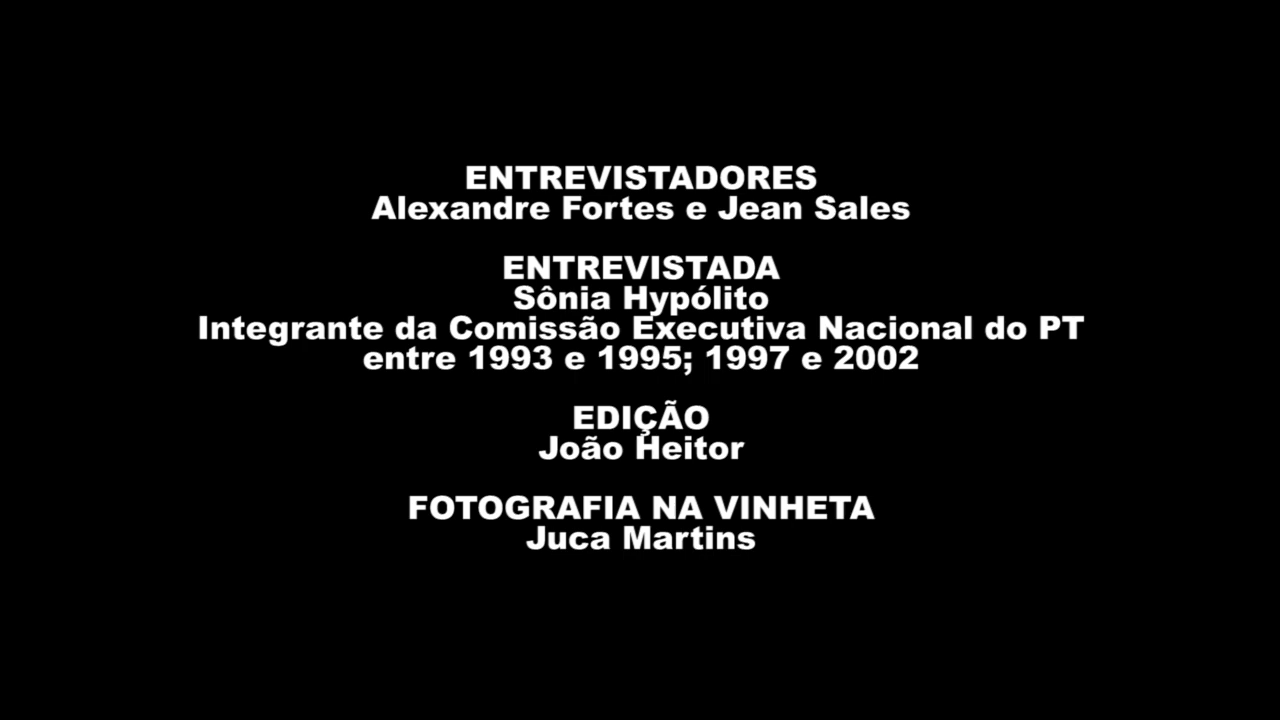 ENTREVISTADORES
Alexandre Fortes e Jean Sales
ENTREVISTADA
Sônia Hypólito
Integrante da Comissão Executiva Nacional do PT
entre 1993 e 1995; 1997 e 2002
EDIÇÃO
João Heitor
FOTOGRAFIA NA VINHETA
Juca Martins